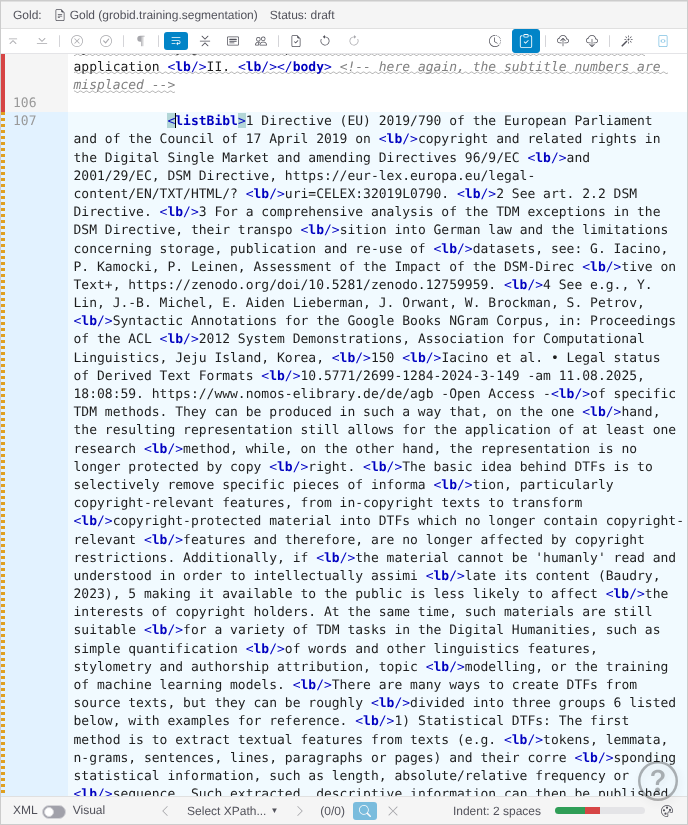 Gold: Gold (grobid.training.segmentation) Status: draft
application <lb/>II. <lb/></body> <!-- here again, the subtitle numbers are
misplaced -->
106
107 <listBibl>1 Directive (EU) 2019/790 of the European Parliament
and of the Council of 17 April 2019 on <lb/>copyright and related rights in
the Digital Single Market and amending Directives 96/9/EC <lb/>and
2001/29/EC, DSM Directive, https://eur-lex.europa.eu/legal-
content/EN/TXT/HTML/? <lb/>uri=CELEX:32019L0790. <lb/>2 See art. 2.2 DSM
Directive. <lb/>3 For a comprehensive analysis of the TDM exceptions in the
DSM Directive, their transpo <lb/>sition into German law and the limitations
concerning storage, publication and re-use of <lb/>datasets, see: G. Iacino,
P. Kamocki, P. Leinen, Assessment of the Impact of the DSM-Direc <lb/>tive on
Text+, https://zenodo.org/doi/10.5281/zenodo.12759959. <lb/>4 See e.g., Y.
Lin, J.-B. Michel, E. Aiden Lieberman, J. Orwant, W. Brockman, S. Petrov,
<lb/>Syntactic Annotations for the Google Books NGram Corpus, in: Proceedings
of the ACL <lb/>2012 System Demonstrations, Association for Computational
Linguistics, Jeju Island, Korea, <lb/>150 <lb/>Iacino et al. • Legal status
of Derived Text Formats <lb/>10.5771/2699-1284-2024-3-149 -am 11.08.2025,
18:08:59. https://www.nomos-elibrary.de/de/agb -Open Access -<lb/>of specific
TDM methods. They can be produced in such a way that, on the one <lb/>hand,
the resulting representation still allows for the application of at least one
research <lb/>method, while, on the other hand, the representation is no
longer protected by copy <lb/>right. <lb/>The basic idea behind DTFs is to
selectively remove specific pieces of informa <lb/>tion, particularly
copyright-relevant features, from in-copyright texts to transform
<lb/>copyright-protected material into DTFs which no longer contain copyright-
relevant <lb/>features and therefore, are no longer affected by copyright
restrictions. Additionally, if <lb/>the material cannot be 'humanly' read and
understood in order to intellectually assimi <lb/>late its content (Baudry,
2023), 5 making it available to the public is less likely to affect <lb/>the
interests of copyright holders. At the same time, such materials are still
suitable <lb/>for a variety of TDM tasks in the Digital Humanities, such as
simple quantification <lb/>of words and other linguistics features,
stylometry and authorship attribution, topic <lb/>modelling, or the training
of machine learning models. <lb/>There are many ways to create DTFs from
source texts, but they can be roughly <lb/>divided into three groups 6 listed
below, with examples for reference. <lb/>1) Statistical DTFs: The first
method is to extract textual features from texts (e.g. <lb/>tokens, lemmata,
n-grams, sentences, lines, paragraphs or pages) and their corre <lb/>sponding
statistical information, such as length, absolute/relative frequency or
<lb/>sequence. Such extracted, descriptive information can then be published
XML Visual Select XPath... (0/0) Indent: 2 spaces